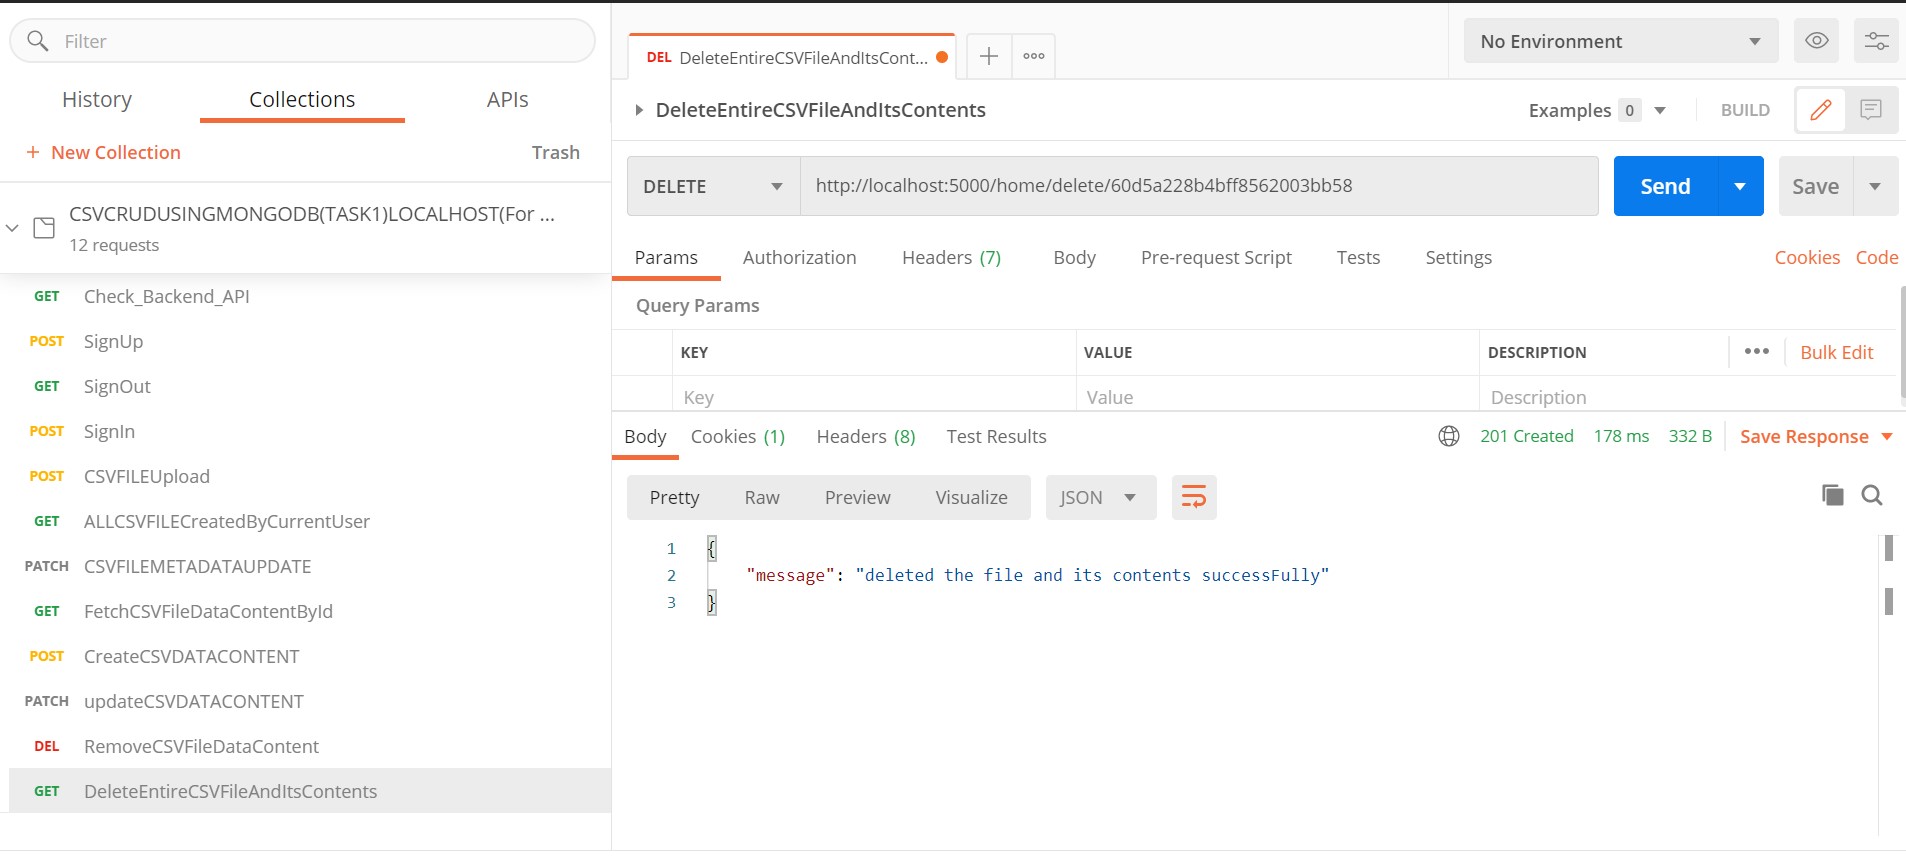 Filter
History Collections APIs
+ New Collection Trash
CSVCRUDUSINGMONGODB(TASK1)LOCALHOST(For ...
12 requests
GET Check_Backend_API
POST SignUp
GET SignOut
POST SignIn
POST CSVFILEUpload
GET ALLCSVFILECreatedByCurrentUser
PATCH CSVFILEMETADATAUPDATE
GET FetchCSVFileDataContentById
POST CreateCSVDATACONTENT
PATCH updateCSVDATACONTENT
DEL RemoveCSVFileDataContent
GET DeleteEntireCSVFileAndItsContents
DEL DeleteEntireCSVFileAndItsCont...
No Environment
DeleteEntireCSVFileAndItsContents
Examples 0 BUILD
DELETE http://localhost:5000/home/delete/60d5a228b4bff8562003bb58 Send Save
Params Authorization Headers (7) Body Pre-request Script Tests Settings Cookies Code
Query Params
KEY VALUE DESCRIPTION ••• Bulk Edit
Key Value Description
Body Cookies (1) Headers (8) Test Results 201 Created 178 ms 332 B Save Response
Pretty Raw Preview Visualize JSON
1 {
2 "message": "deleted the file and its contents successFully"
3 }